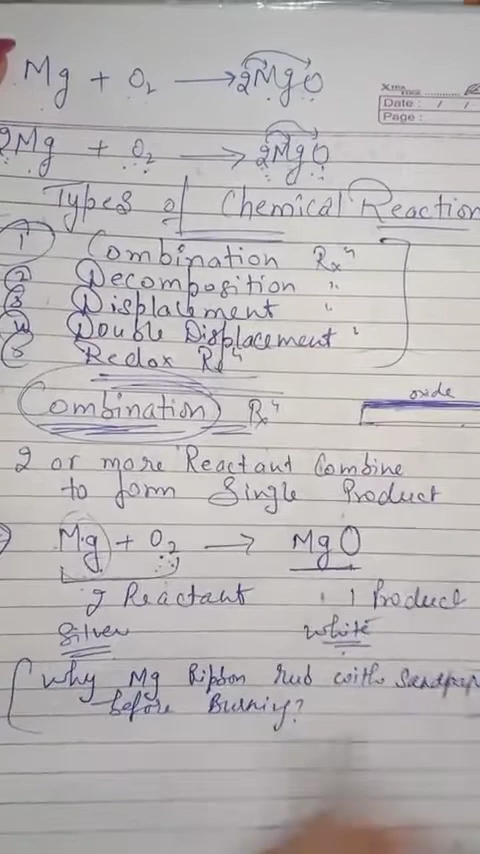 Mg + O₂ → 2MgO
Date : / /
Page :
2Mg + O₂ → 2MgO
Types of Chemical Reaction
1 Combination Rxⁿ
2 Decomposition "
3 Displacement "
4 Double Displacement "
5 Redox Rxⁿ
Combination Rxⁿ
oxide
2 or more Reactant Combine
to form Single Product
Mg + O₂ → MgO
2 Reactant 1 Product
Silver White
why Mg Ribbon rub with Sandpap
before Burning?